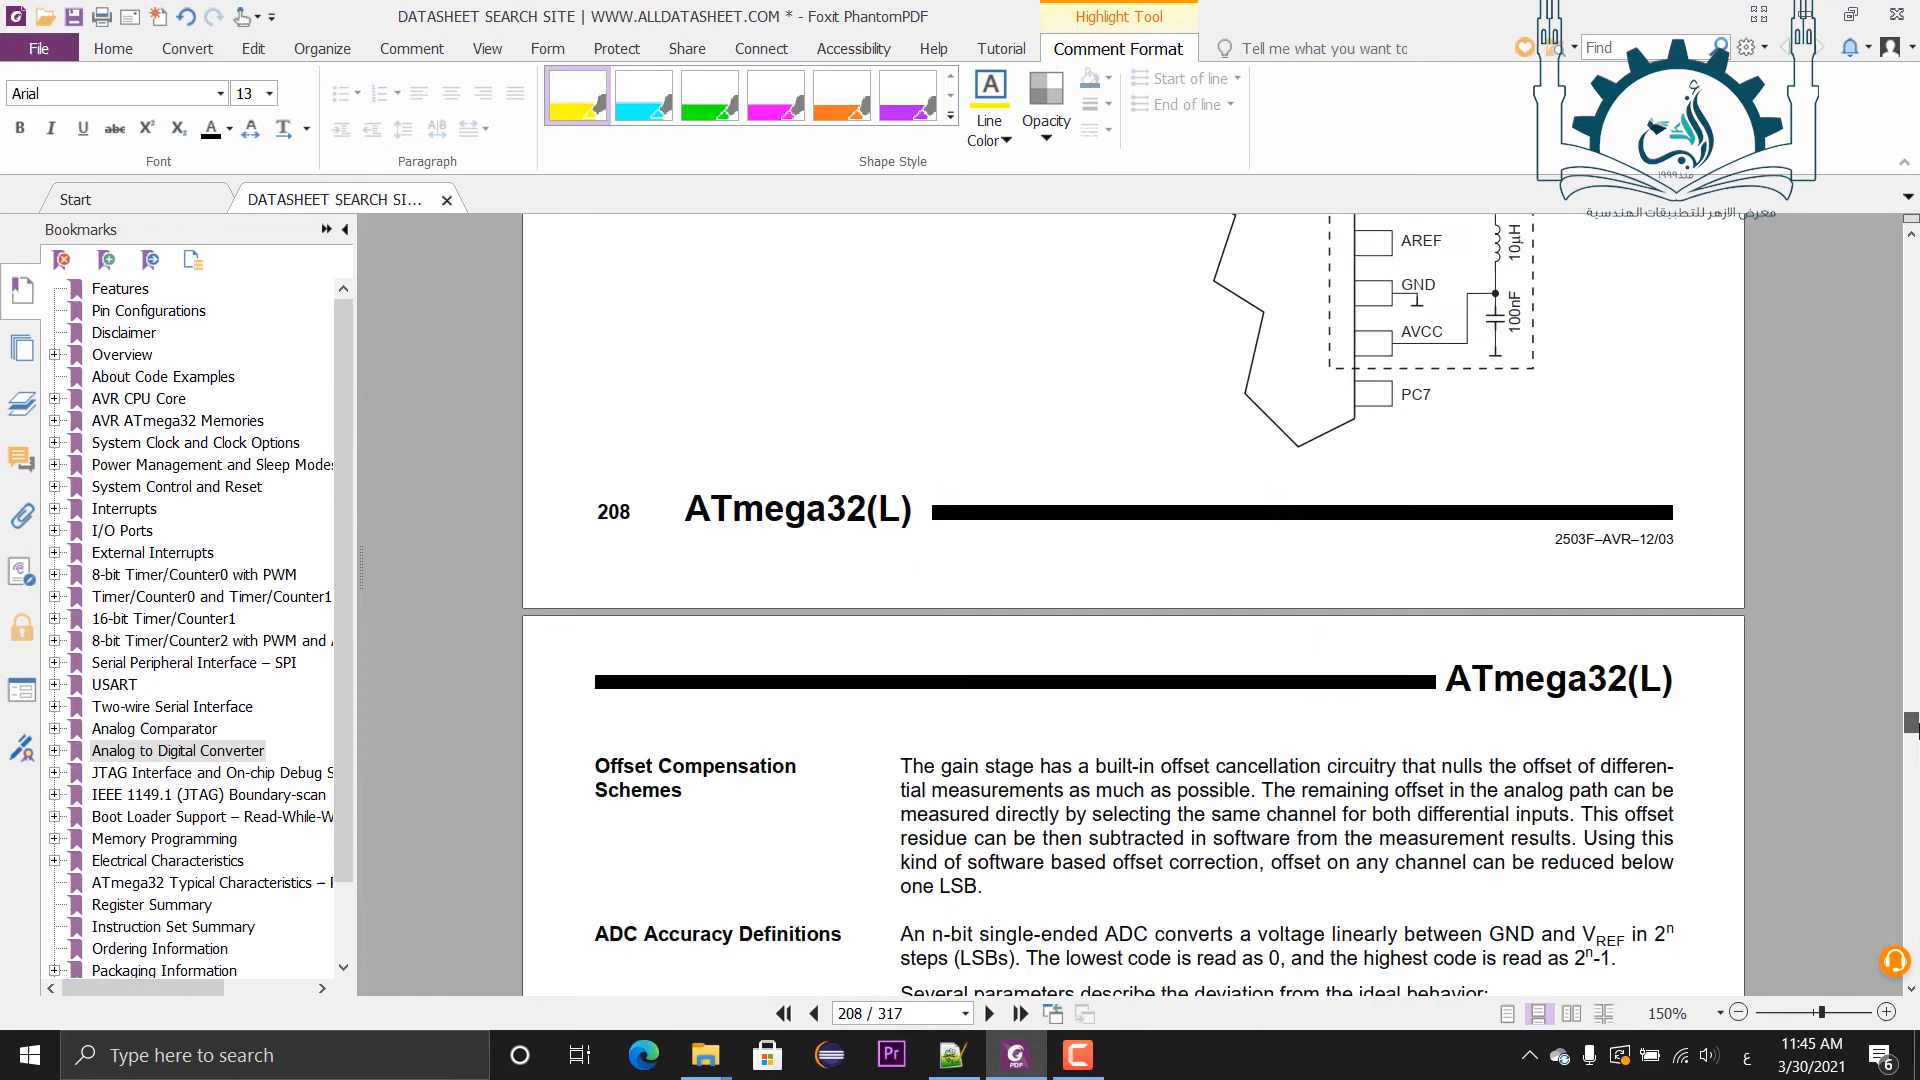 DATASHEET SEARCH SITE | WWW.ALLDATASHEET.COM * - Foxit PhantomPDF
Highlight Tool
File
Home
Convert
Edit
Organize
Comment
View
Form
Protect
Share
Connect
Accessibility
Help
Tutorial
Comment Format
Tell me what you want to
Find
Arial
13
Start of line
End of line
Line
Color
Opacity
Font
Paragraph
Shape Style
معرض الازهر للتطبيقات الهندسية
Start
DATASHEET SEARCH SI...
Bookmarks
Features
Pin Configurations
Disclaimer
Overview
About Code Examples
AVR CPU Core
AVR ATmega32 Memories
System Clock and Clock Options
Power Management and Sleep Modes
System Control and Reset
Interrupts
I/O Ports
External Interrupts
8-bit Timer/Counter0 with PWM
Timer/Counter0 and Timer/Counter1
16-bit Timer/Counter1
8-bit Timer/Counter2 with PWM and
Serial Peripheral Interface – SPI
USART
Two-wire Serial Interface
Analog Comparator
Analog to Digital Converter
JTAG Interface and On-chip Debug S
IEEE 1149.1 (JTAG) Boundary-scan
Boot Loader Support – Read-While-W
Memory Programming
Electrical Characteristics
ATmega32 Typical Characteristics –
Register Summary
Instruction Set Summary
Ordering Information
Packaging Information
AREF
10µH
GND
100nF
AVCC
PC7
208
ATmega32(L)
2503F–AVR–12/03
ATmega32(L)
Offset Compensation
Schemes
The gain stage has a built-in offset cancellation circuitry that nulls the offset of differen-
tial measurements as much as possible. The remaining offset in the analog path can be
measured directly by selecting the same channel for both differential inputs. This offset
residue can be then subtracted in software from the measurement results. Using this
kind of software based offset correction, offset on any channel can be reduced below
one LSB.
ADC Accuracy Definitions
An n-bit single-ended ADC converts a voltage linearly between GND and VREF in 2n
steps (LSBs). The lowest code is read as 0, and the highest code is read as 2n-1.
Several parameters describe the deviation from the ideal behavior:
208 / 317
150%
Type here to search
11:45 AM
3/30/2021
ع
6